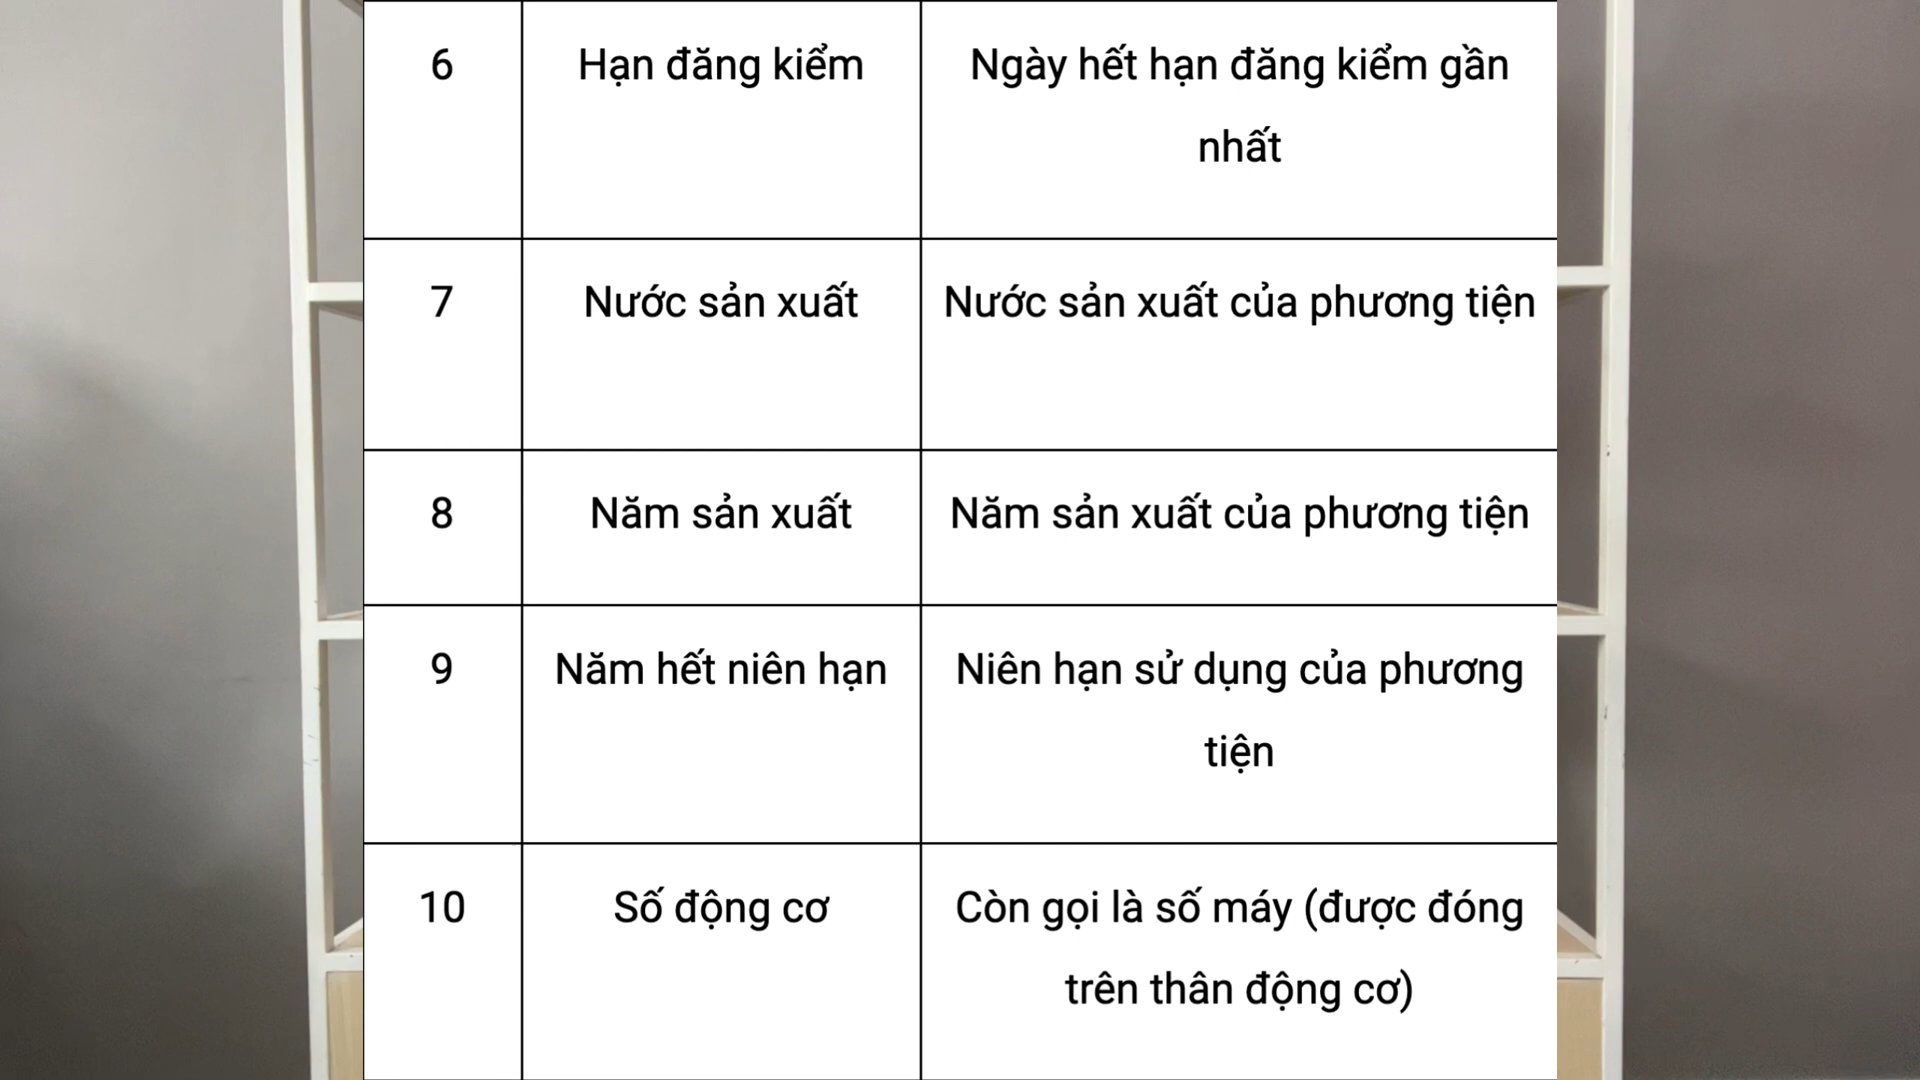 6 Hạn đăng kiểm Ngày hết hạn đăng kiểm gần
nhất
7 Nước sản xuất Nước sản xuất của phương tiện
8 Năm sản xuất Năm sản xuất của phương tiện
9 Năm hết niên hạn Niên hạn sử dụng của phương
tiện
10 Số động cơ Còn gọi là số máy (được đóng
trên thân động cơ)